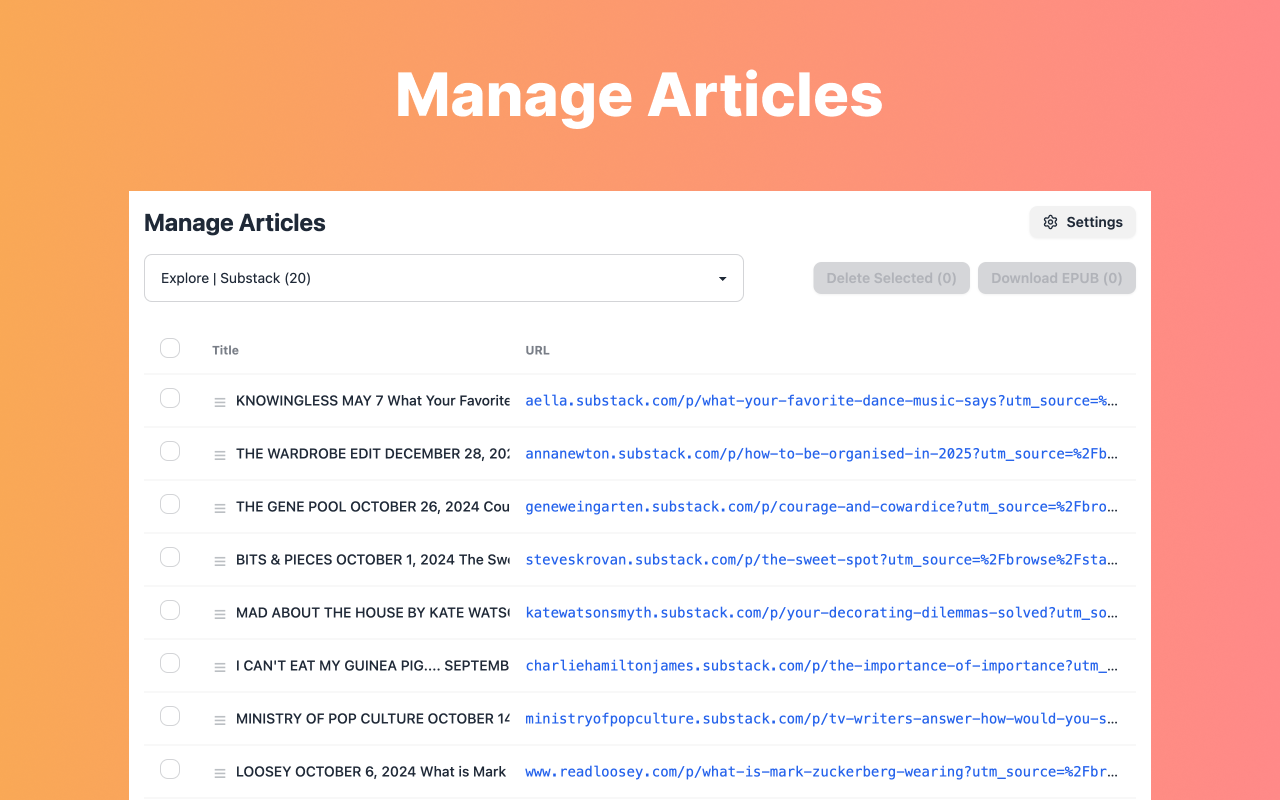 Manage Articles
Manage Articles
Settings
Explore | Substack (20)
Delete Selected (0)
Download EPUB (0)
Title
URL
KNOWINGLESS MAY 7 What Your Favorite
aella.substack.com/p/what-your-favorite-dance-music-says?utm_source=%...
THE WARDROBE EDIT DECEMBER 28, 202
annanewton.substack.com/p/how-to-be-organised-in-2025?utm_source=%2Fb...
THE GENE POOL OCTOBER 26, 2024 Cou
geneweingarten.substack.com/p/courage-and-cowardice?utm_source=%2Fbro...
BITS & PIECES OCTOBER 1, 2024 The Swe
steveskrovan.substack.com/p/the-sweet-spot?utm_source=%2Fbrowse%2Fsta...
MAD ABOUT THE HOUSE BY KATE WATSO
katewatsonsmyth.substack.com/p/your-decorating-dilemmas-solved?utm_so...
I CAN'T EAT MY GUINEA PIG.... SEPTEMB
charliehamiltonjames.substack.com/p/the-importance-of-importance?utm_...
MINISTRY OF POP CULTURE OCTOBER 14
ministryofpopculture.substack.com/p/tv-writers-answer-how-would-you-s...
LOOSEY OCTOBER 6, 2024 What is Mark
www.readloosey.com/p/what-is-mark-zuckerberg-wearing?utm_source=%2Fbr...